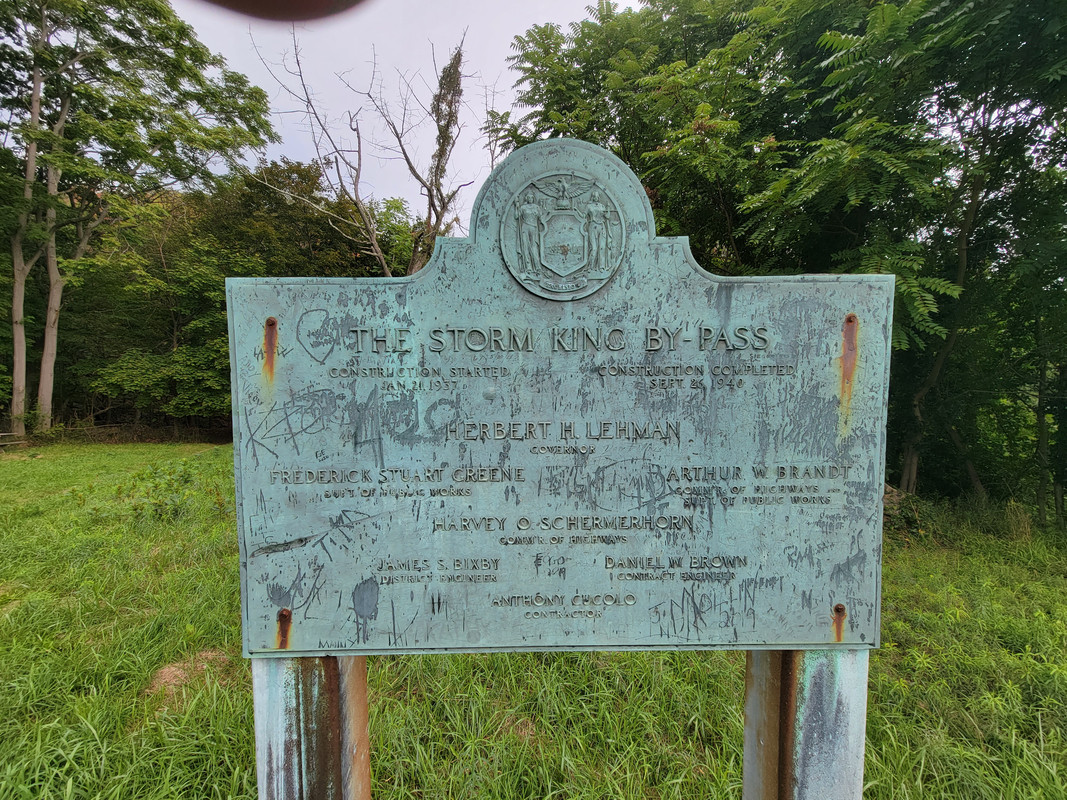 THE STORM KING BY-PASS
CONSTRUCTION STARTED
JAN. 21, 1937
CONSTRUCTION COMPLETED
SEPT. 26 1940
HERBERT H. LEHMAN
GOVERNOR
FREDERICK STUART GREENE
SUPT. OF PUBLIC WORKS
ARTHUR W. BRANDT
COMM'R. OF HIGHWAYS AND
SUPT. OF PUBLIC WORKS
HARVEY O. SCHERMERHORN
COMM'R. OF HIGHWAYS
JAMES S. BIXBY
DISTRICT ENGINEER
DANIEL W. BROWN
CONTRACT ENGINEER
ANTHONY
CONTRACTOR